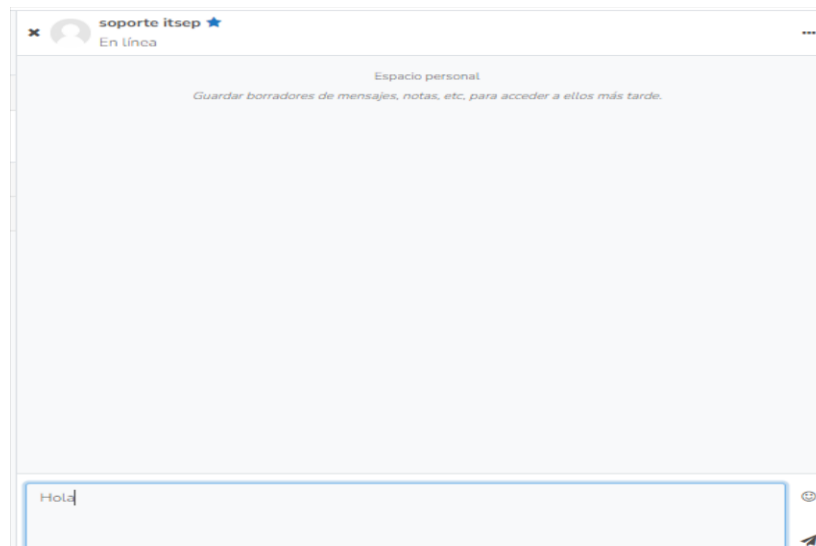 soporte itsep
En línea
Espacio personal
Guardar borradores de mensajes, notas, etc, para acceder a ellos más tarde.
Hola